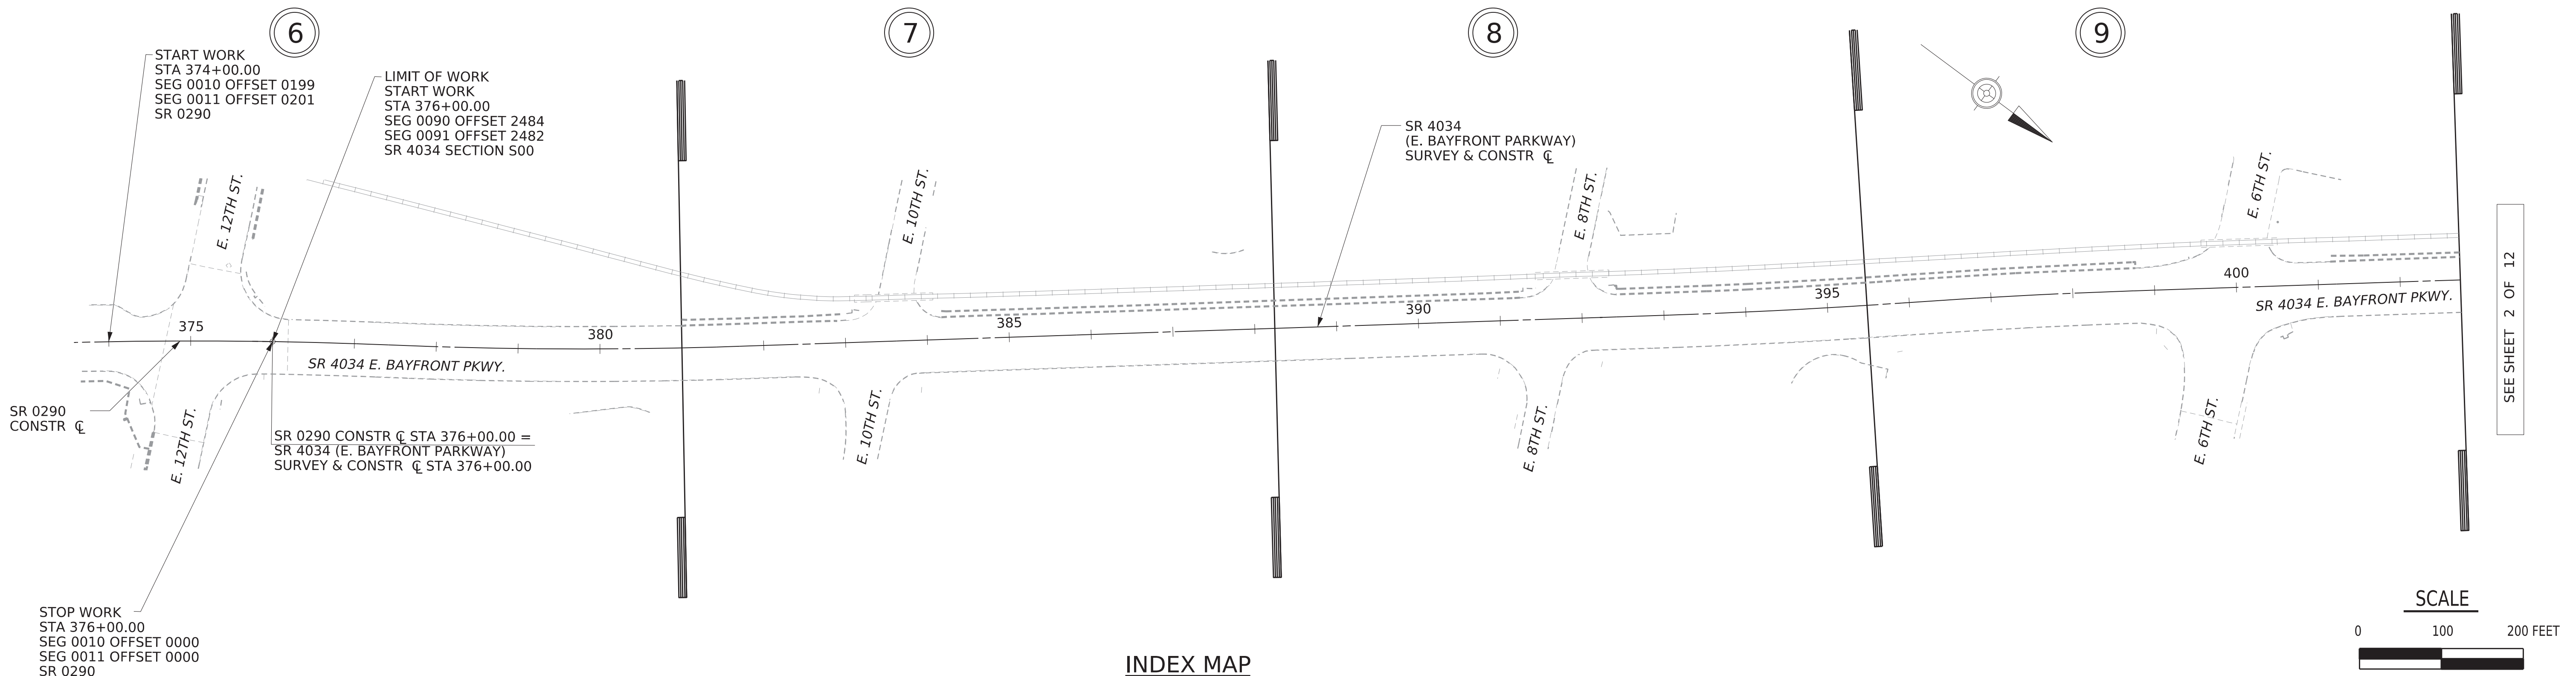 6
7
8
9
START WORK
STA 374+00.00
SEG 0010 OFFSET 0199
SEG 0011 OFFSET 0201
SR 0290
LIMIT OF WORK
START WORK
STA 376+00.00
SEG 0090 OFFSET 2484
SEG 0091 OFFSET 2482
SR 4034 SECTION S00
SR 4034
(E. BAYFRONT PARKWAY)
SURVEY & CONSTR ℄
E. 12TH ST.
E. 10TH ST.
E. 8TH ST.
E. 6TH ST.
375
380
385
390
395
400
SR 4034 E. BAYFRONT PKWY.
SR 4034 E. BAYFRONT PKWY.
SEE SHEET 2 OF 12
SR 0290
CONSTR ℄
E. 12TH ST.
E. 10TH ST.
E. 8TH ST.
E. 6TH ST.
SR 0290 CONSTR ℄ STA 376+00.00 =
SR 4034 (E. BAYFRONT PARKWAY)
SURVEY & CONSTR ℄ STA 376+00.00
STOP WORK
STA 376+00.00
SEG 0010 OFFSET 0000
SEG 0011 OFFSET 0000
SR 0290
INDEX MAP
SCALE
0 100 200 FEET